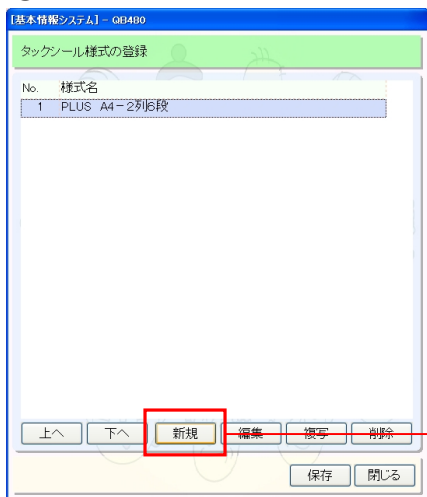 [基本情報システム] - QB480
タックシール様式の登録
No. 様式名
1 PLUS A4-2列6段
上へ 下へ 新規 編集 複写 削除
保存 閉じる